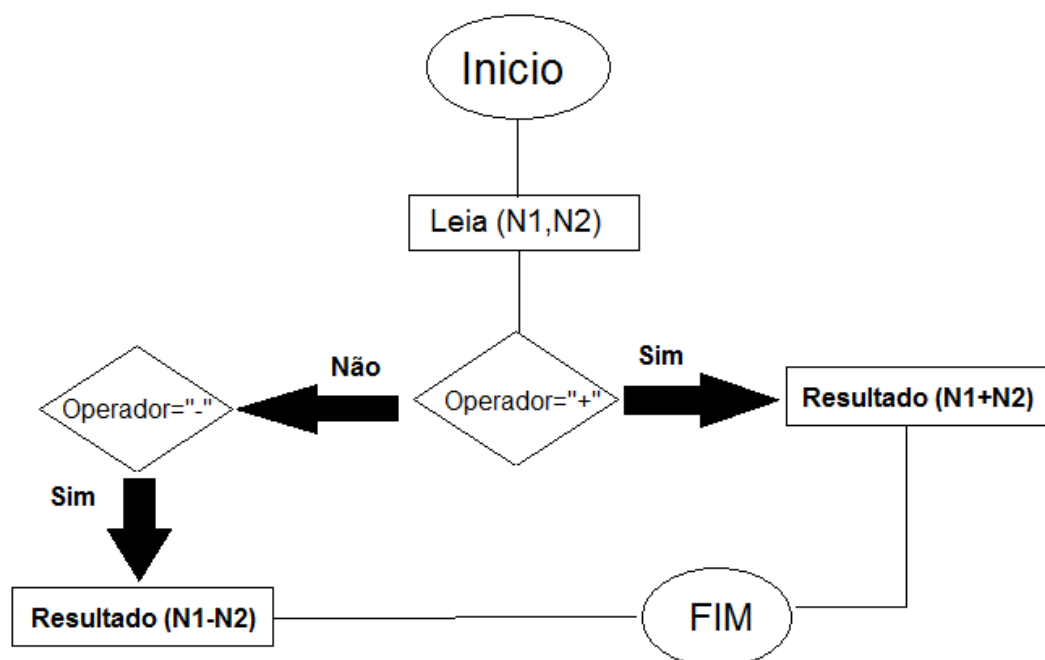 Inicio
Leia (N1,N2)
Não
Sim
Operador="-"
Operador="+"
Resultado (N1+N2)
Sim
Resultado (N1-N2)
FIM